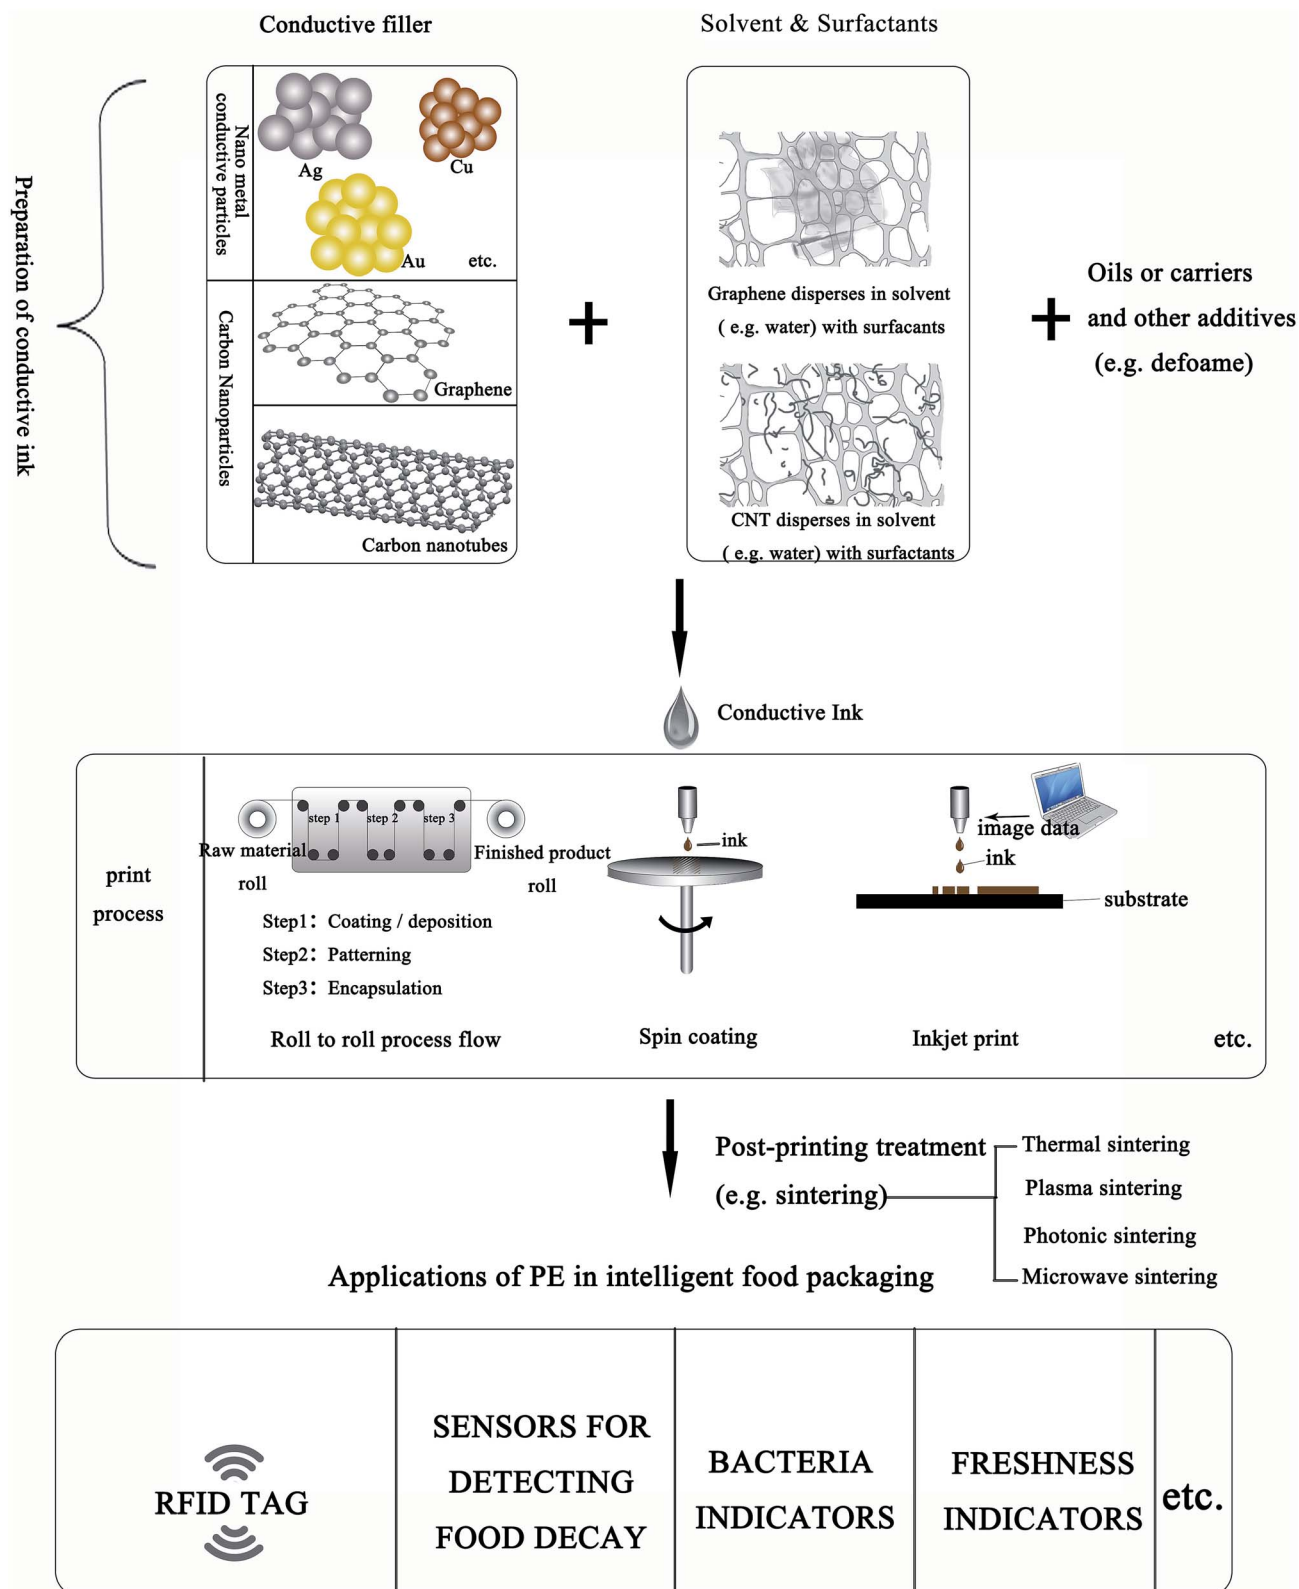 Conductive filler
Solvent & Surfactants
Preparation of conductive ink
Nano metal
conductive particles
Ag
Cu
Au
etc.
Carbon Nanoparticles
Graphene
Carbon nanotubes
+
Graphene disperses in solvent
( e.g. water) with surfacants
CNT disperses in solvent
( e.g. water) with surfactants
+
Oils or carriers
and other additives
(e.g. defoame)
Conductive Ink
print
process
step 1
step 2
step 3
Raw material
roll
Finished product
roll
Step1: Coating / deposition
Step2: Patterning
Step3: Encapsulation
Roll to roll process flow
ink
Spin coating
image data
ink
substrate
Inkjet print
etc.
Post-printing treatment
(e.g. sintering)
Thermal sintering
Plasma sintering
Photonic sintering
Microwave sintering
Applications of PE in intelligent food packaging
RFID TAG
SENSORS FOR
DETECTING
FOOD DECAY
BACTERIA
INDICATORS
FRESHNESS
INDICATORS
etc.